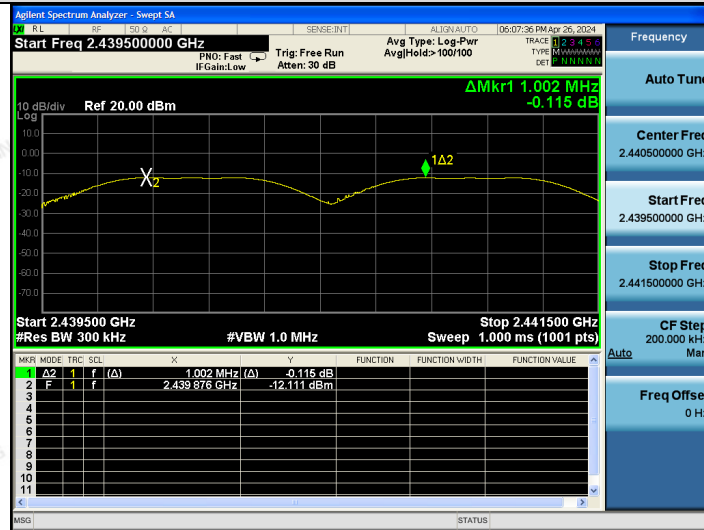 Agilent Spectrum Analyzer - Swept SA
LXI RL RF 50 Ω AC SENSE:INT ALIGN AUTO 06:07:36 PM Apr 26, 2024
Start Freq 2.439500000 GHz
PNO: Fast
IFGain:Low
Trig: Free Run
Atten: 30 dB
Avg Type: Log-Pwr
Avg|Hold:>100/100
TRACE 1 2 3 4 5 6
TYPE M
DET P N N N N N
ΔMkr1 1.002 MHz
-0.115 dB
10 dB/div Ref 20.00 dBm
Log
10.0
0.00
-10.0
-20.0
-30.0
-50.0
-60.0
-70.0
X2
1Δ2
Start 2.439500 GHz Stop 2.441500 GHz
#Res BW 300 kHz #VBW 1.0 MHz Sweep 1.000 ms (1001 pts)
MKR MODE TRC SCL X Y FUNCTION FUNCTION WIDTH FUNCTION VALUE
1 Δ2 1 f (Δ) 1.002 MHz (Δ) -0.115 dB
2 F 1 f 2.439 876 GHz -12.111 dBm
3
4
5
6
7
8
9
10
11
MSG STATUS
Frequency
Auto Tun
Center Fre
2.440500000 GH
Start Fre
2.439500000 GH
Stop Fre
2.441500000 GH
CF Ste
200.000 kH
Auto Ma
Freq Offse
0 H